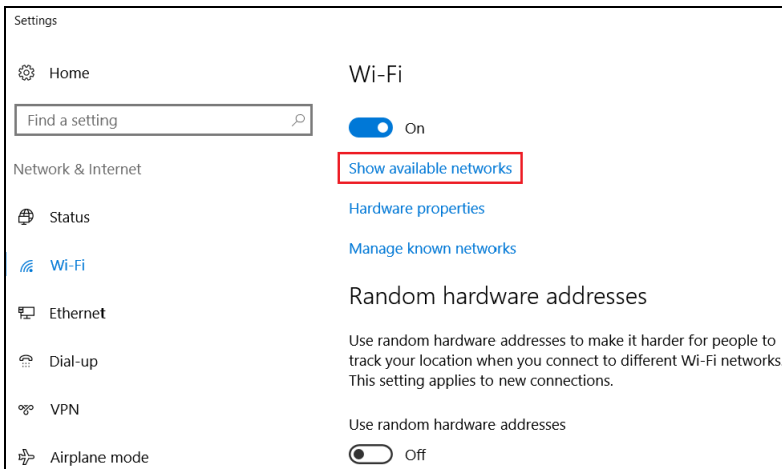 Settings
Home
Find a setting
Network & Internet
Status
Wi-Fi
Ethernet
Dial-up
VPN
Airplane mode
Wi-Fi
On
Show available networks
Hardware properties
Manage known networks
Random hardware addresses
Use random hardware addresses to make it harder for people to
track your location when you connect to different Wi-Fi networks.
This setting applies to new connections.
Use random hardware addresses
Off